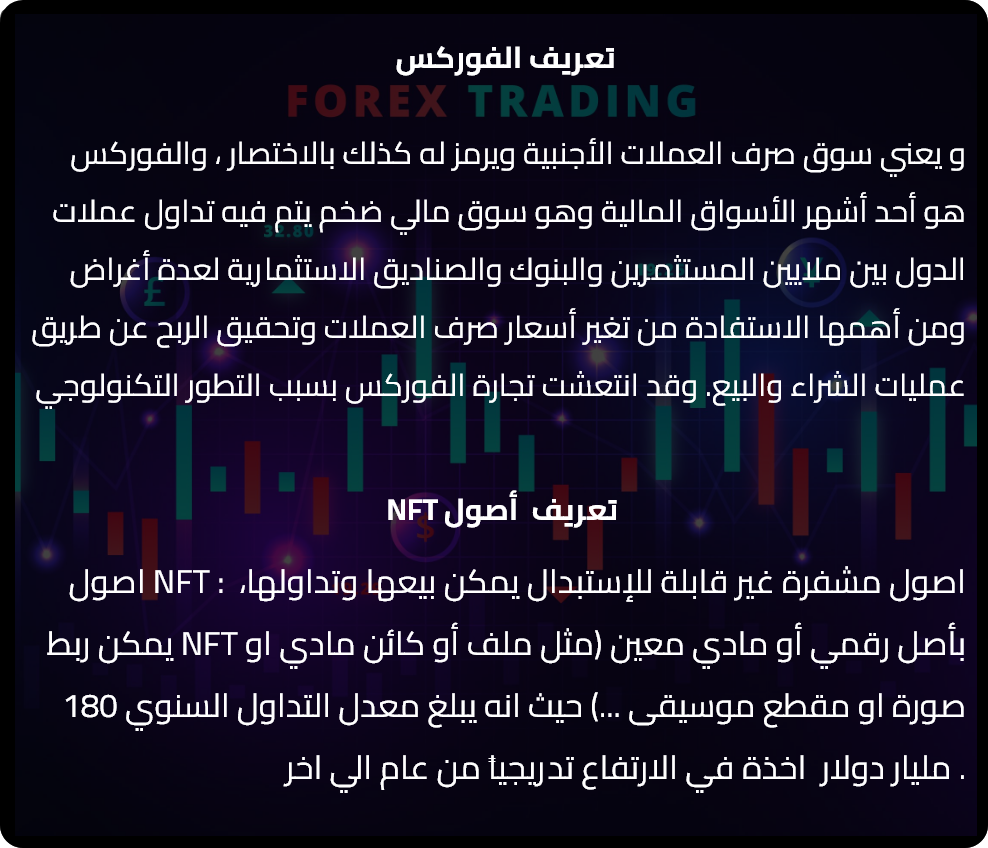 تعريف الفوركس
FOREX TRADING
و يعني سوق صرف العملات الأجنبية ويرمز له كذلك بالاختصار ، والفوركس
هو أحد أشهر الأسواق المالية وهو سوق مالي ضخم يتم فيه تداول عملات
32.80
الدول بين ملايين المستثمرين والبنوك والصناديق الاستثمارية لعدة أغراض
ومن أهمها الاستفادة من تغير أسعار صرف العملات وتحقيق الربح عن طريق
عمليات الشراء والبيع. وقد انتعشت تجارة الفوركس بسبب التطور التكنولوجي
تعريف أصول NFT
اصول مشفرة غير قابلة للإستبدال يمكن بيعها وتداولها، : NFT اصول
بأصل رقمي أو مادي معين (مثل ملف أو كائن مادي او NFT يمكن ربط
صورة او مقطع موسيقى ...) حيث انه يبلغ معدل التداول السنوي 180
. مليار دولار اخذة في الارتفاع تدريجياً من عام الي اخر